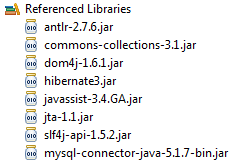 Referenced Libraries
antlr-2.7.6.jar
commons-collections-3.1.jar
dom4j-1.6.1.jar
hibernate3.jar
javassist-3.4.GA.jar
jta-1.1.jar
slf4j-api-1.5.2.jar
mysql-connector-java-5.1.7-bin.jar